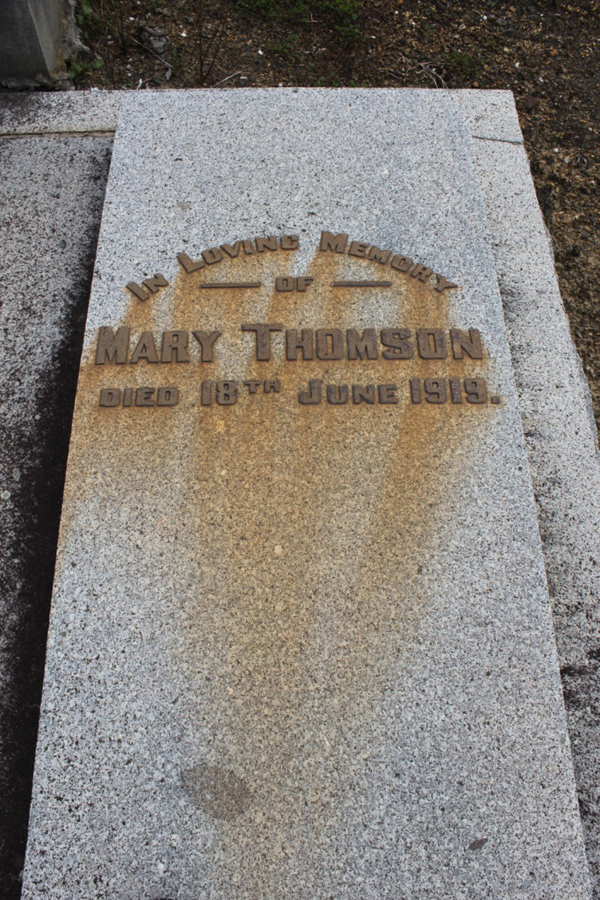 In Loving Memory
of
Mary Thomson
Died 18th June 1919.